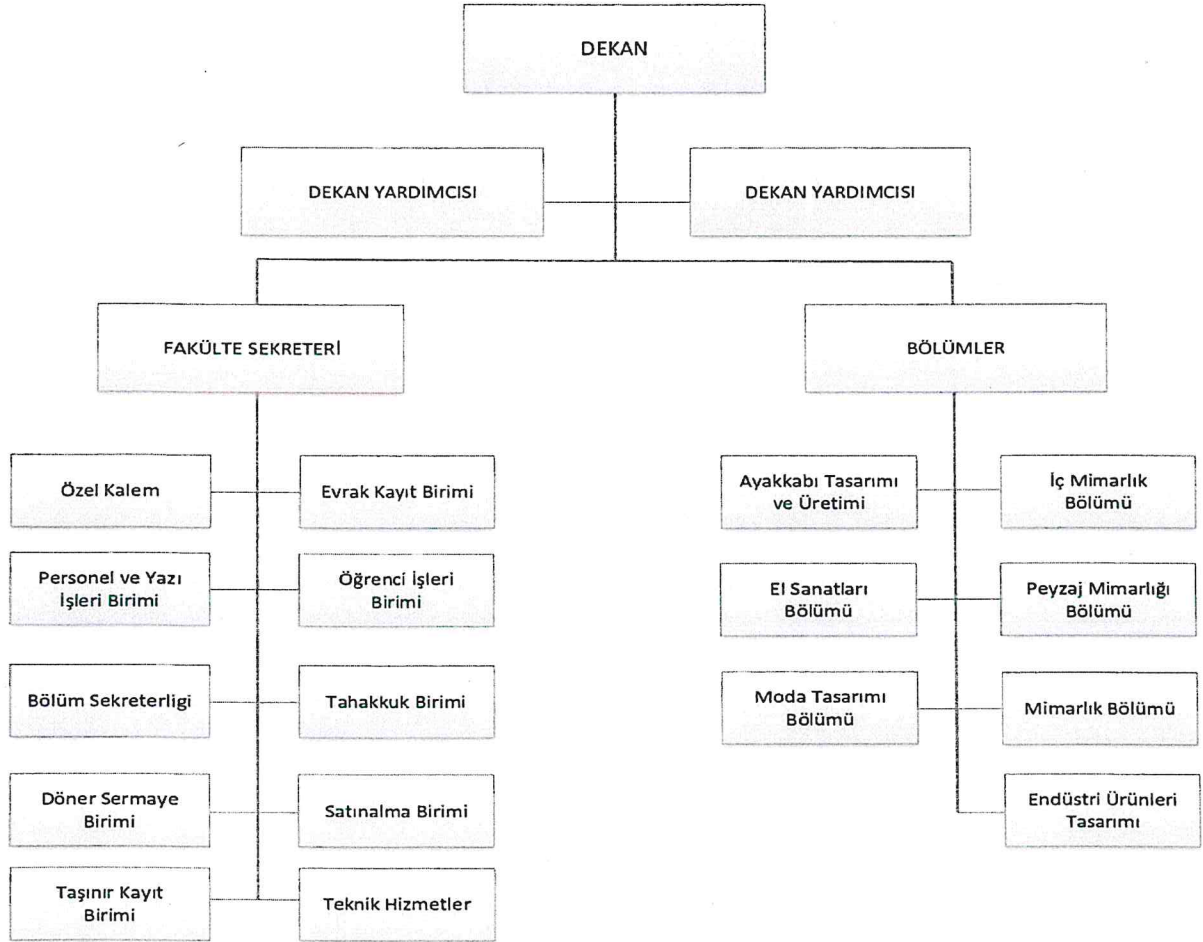 DEKAN
DEKAN YARDIMCISI
DEKAN YARDIMCISI
FAKÜLTE SEKRETERİ
BÖLÜMLER
Özel Kalem
Evrak Kayıt Birimi
Personel ve Yazı
İşleri Birimi
Öğrenci İşleri
Birimi
Bölüm Sekreterligi
Tahakkuk Birimi
Döner Sermaye
Birimi
Satınalma Birimi
Taşınır Kayıt
Birimi
Teknik Hizmetler
Ayakkabı Tasarımı
ve Üretimi
İç Mimarlık
Bölümü
El Sanatları
Bölümü
Peyzaj Mimarlığı
Bölümü
Moda Tasarımı
Bölümü
Mimarlık Bölümü
Endüstri Ürünleri
Tasarımı